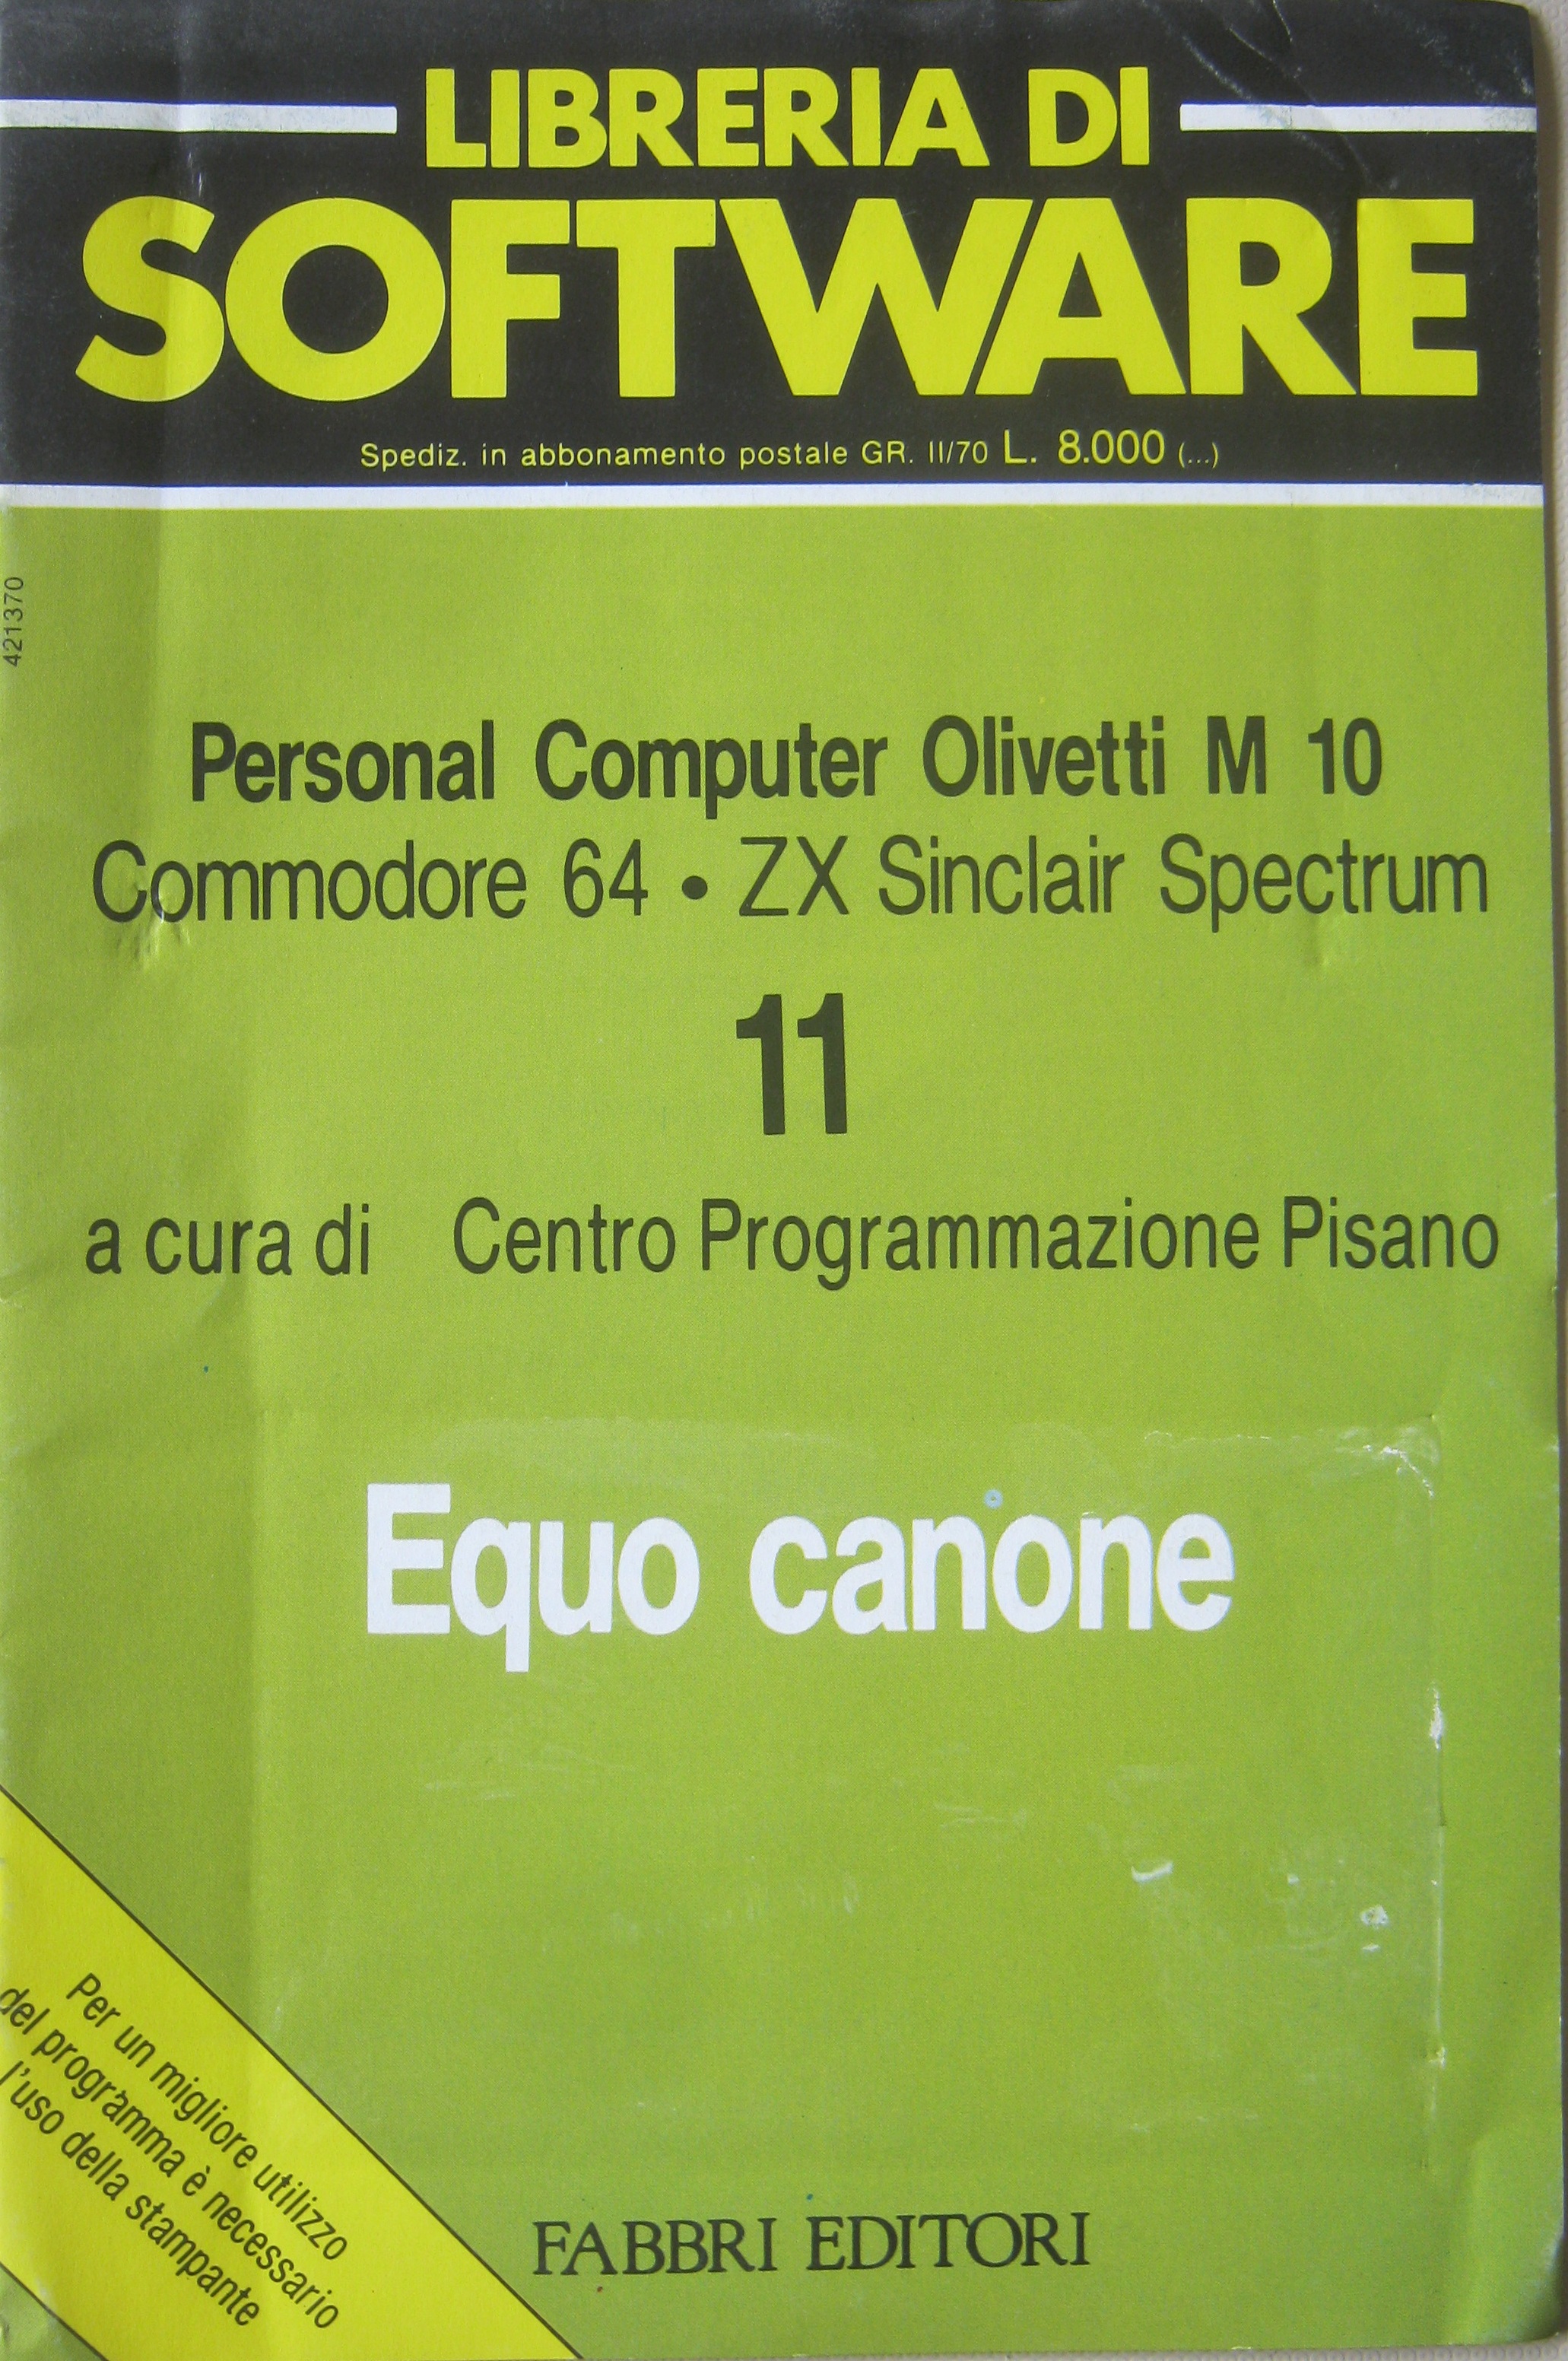 LIBRERIA DI
SOFTWARE
Spediz. in abbonamento postale GR. II/70 L. 8.000 (...)
421370
Personal Computer Olivetti M 10
Commodore 64 • ZX Sinclair Spectrum
11
a cura di Centro Programmazione Pisano
Equo canone
Per un migliore utilizzo
del programma è necessario
l'uso della stampante
FABBRI EDITORI